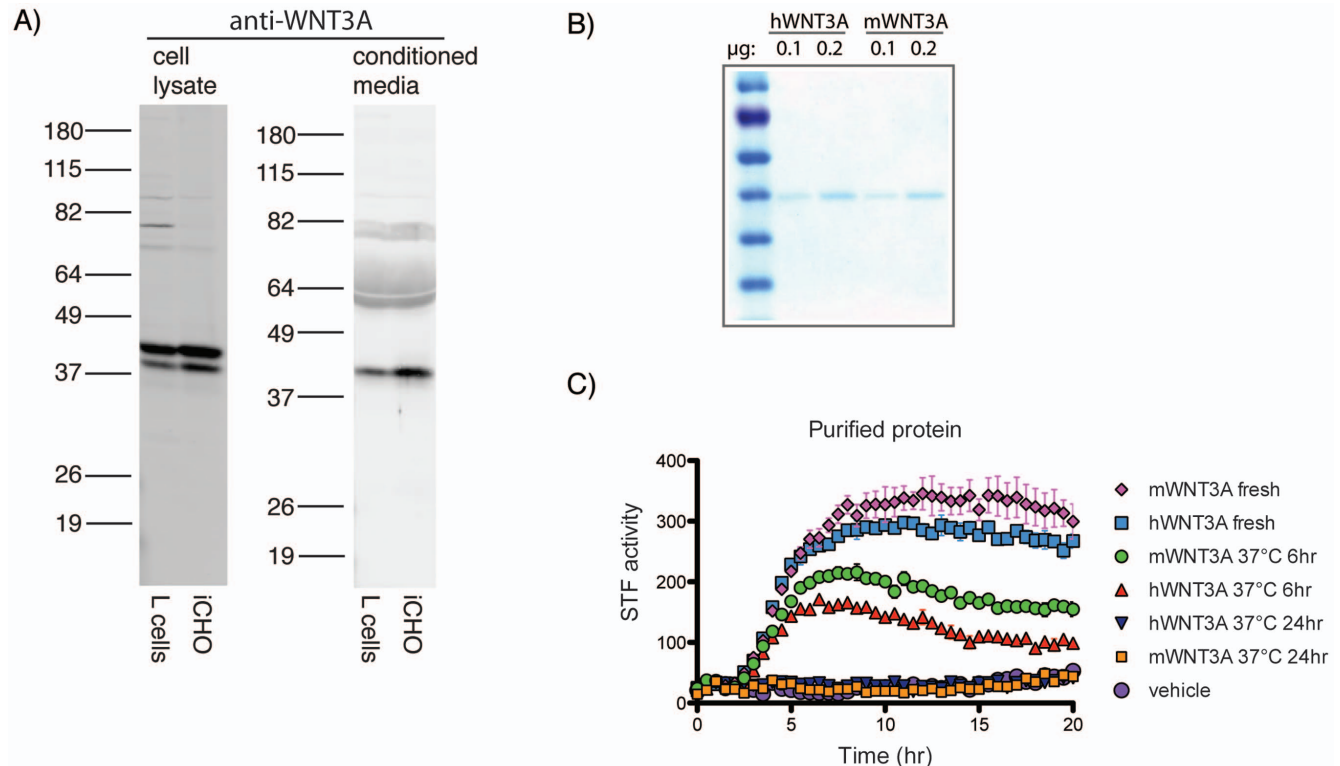 A)
anti-WNT3A
cell
lysate
conditioned
media
180
115
82
64
49
37
26
19
180
115
82
64
49
37
26
19
L cells
iCHO
L cells
iCHO
B)
hWNT3A mWNT3A
µg: 0.1 0.2 0.1 0.2
C)
Purified protein
STF activity
400
300
200
100
0
0 5 10 15 20
Time (hr)
mWNT3A fresh
hWNT3A fresh
mWNT3A 37°C 6hr
hWNT3A 37°C 6hr
hWNT3A 37°C 24hr
mWNT3A 37°C 24hr
vehicle